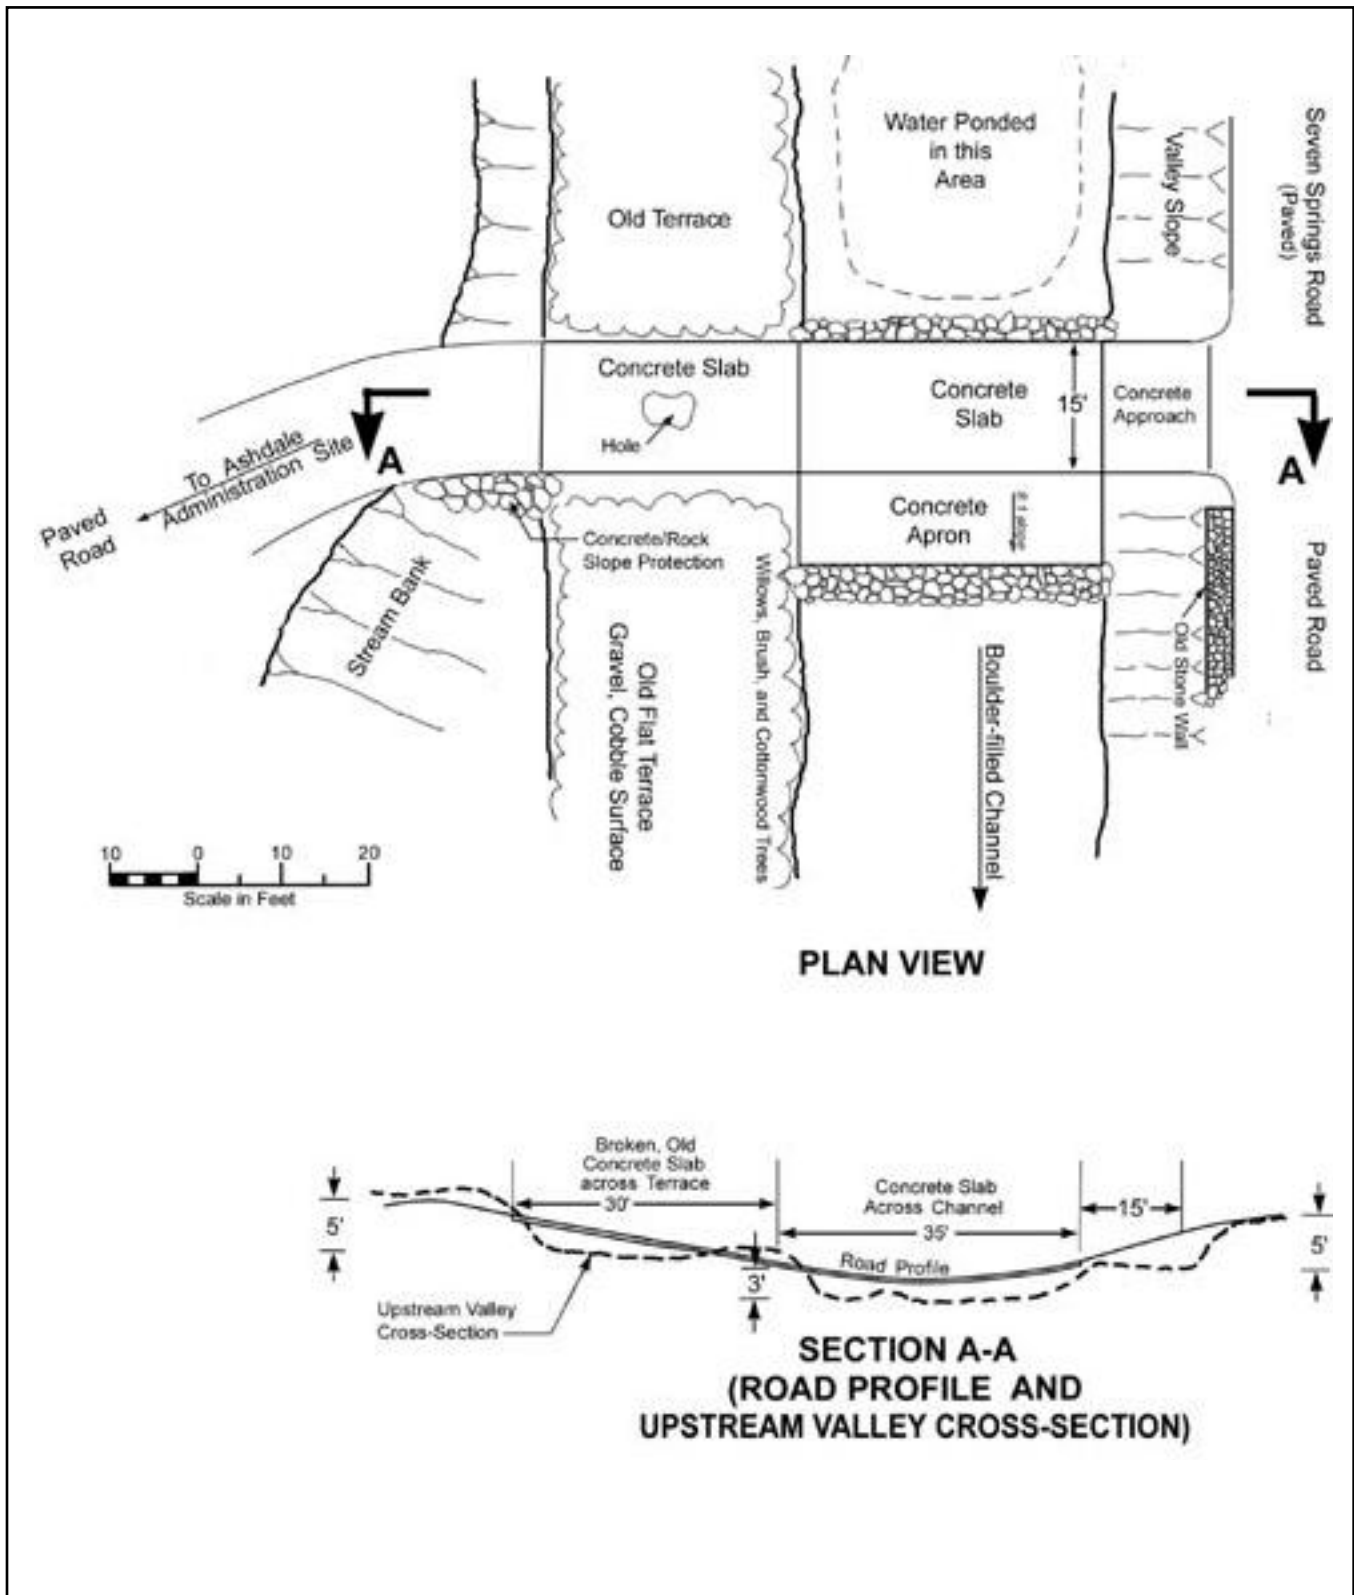 Water Ponded
in this
Area
Valley Slope
Seven Springs Road
(Paved)
Old Terrace
Concrete Slab
Hole
Concrete
Slab
15'
Concrete
Approach
A
A
To Ashdale
Administration Site
Paved
Road
Concrete
Apron
Concrete/Rock
Slope Protection
Stream Bank
Old Flat Terrace
Gravel, Cobble Surface
Willows, Brush, and Cottonwood Trees
Boulder-filled Channel
Old Stone Wall
Paved Road
10 0 10 20
Scale in Feet
PLAN VIEW
Broken, Old
Concrete Slab
across Terrace
30'
Concrete Slab
Across Channel
35'
15'
5'
5'
3'
Road Profile
Upstream Valley
Cross-Section
SECTION A-A
(ROAD PROFILE AND
UPSTREAM VALLEY CROSS-SECTION)